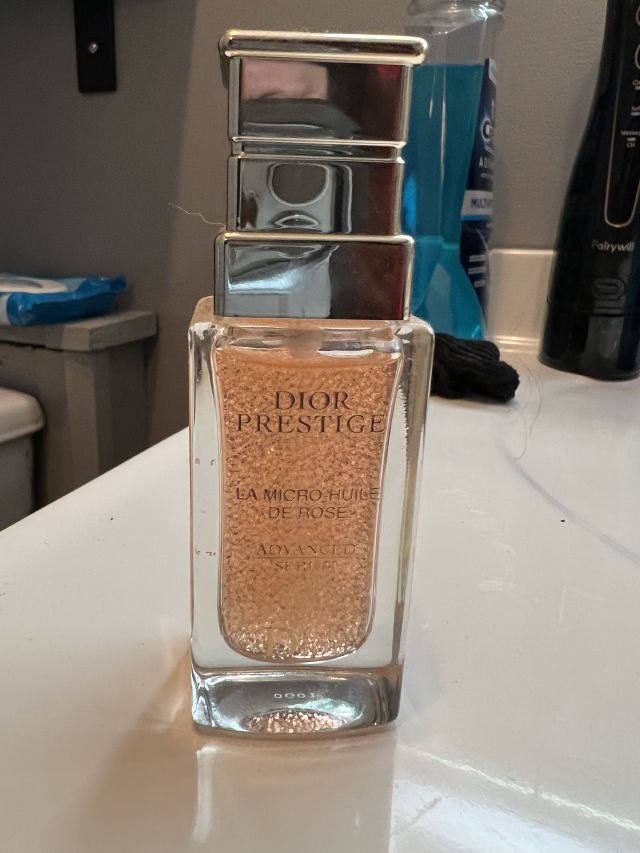 DIOR
PRESTIGE
LA MICRO-HUILE
DE ROSE
ADVANCED
SERUM
Fairywill